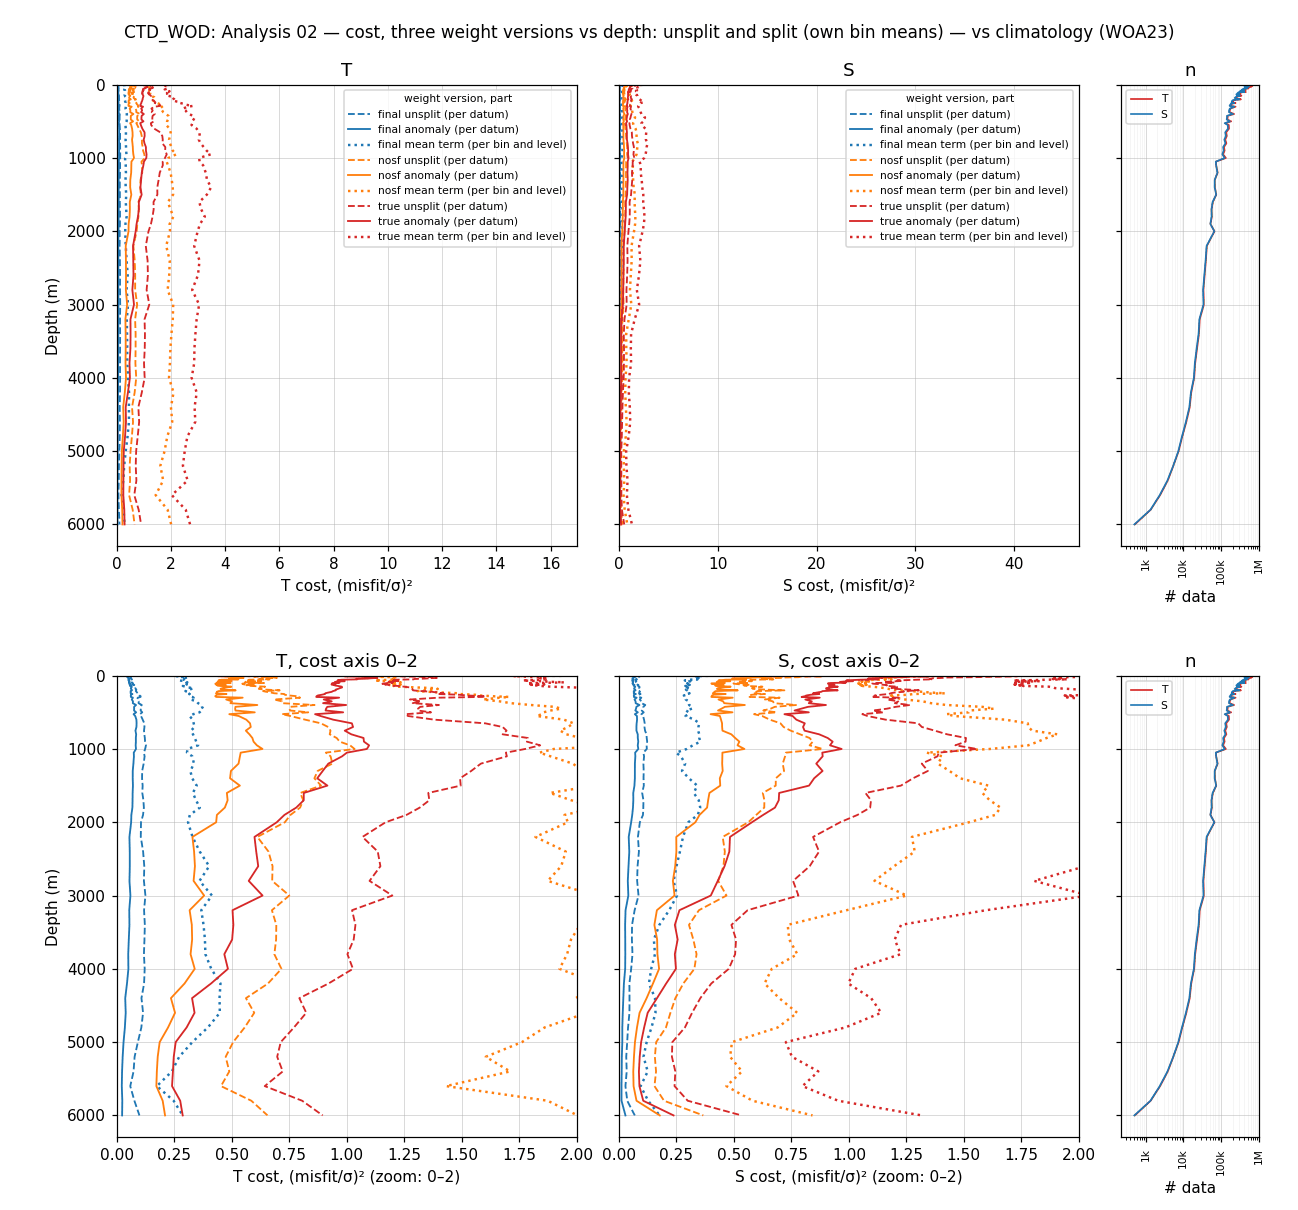 CTD_WOD: Analysis 02 — cost, three weight versions vs depth: unsplit and split (own bin means) — vs climatology (WOA23)
T
S
n
weight version, part
final unsplit (per datum)
final anomaly (per datum)
final mean term (per bin and level)
nosf unsplit (per datum)
nosf anomaly (per datum)
nosf mean term (per bin and level)
true unsplit (per datum)
true anomaly (per datum)
true mean term (per bin and level)
weight version, part
final unsplit (per datum)
final anomaly (per datum)
final mean term (per bin and level)
nosf unsplit (per datum)
nosf anomaly (per datum)
nosf mean term (per bin and level)
true unsplit (per datum)
true anomaly (per datum)
true mean term (per bin and level)
T
S
0
1000
2000
3000
4000
5000
6000
Depth (m)
0 2 4 6 8 10 12 14 16
T cost, (misfit/σ)²
0 10 20 30 40
S cost, (misfit/σ)²
1k 10k 100k 1M
# data
T, cost axis 0–2
S, cost axis 0–2
n
T
S
0
1000
2000
3000
4000
5000
6000
Depth (m)
0.00 0.25 0.50 0.75 1.00 1.25 1.50 1.75 2.00
T cost, (misfit/σ)² (zoom: 0–2)
0.00 0.25 0.50 0.75 1.00 1.25 1.50 1.75 2.00
S cost, (misfit/σ)² (zoom: 0–2)
1k 10k 100k 1M
# data